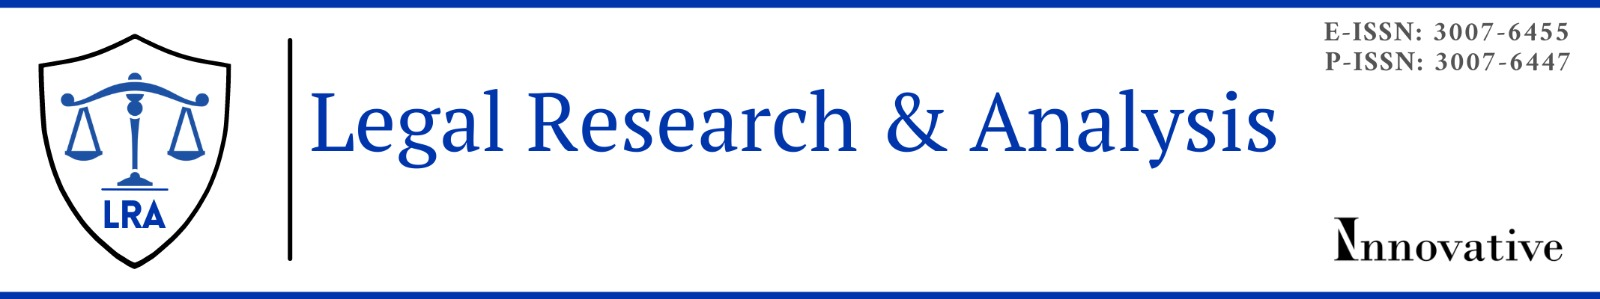 E-ISSN: 3007-6455
P-ISSN: 3007-6447
Legal Research & Analysis
LRA
Innovative